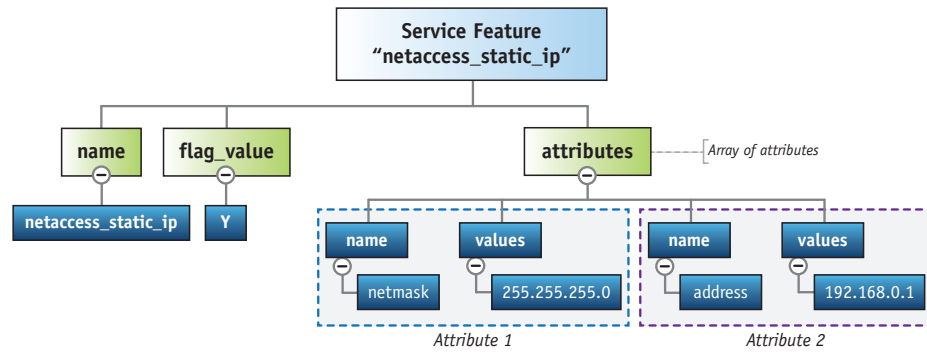 Service Feature
“netaccess_static_ip”
name
flag_value
attributes
Array of attributes
netaccess_static_ip
Y
name
values
name
values
netmask
255.255.255.0
address
192.168.0.1
Attribute 1
Attribute 2